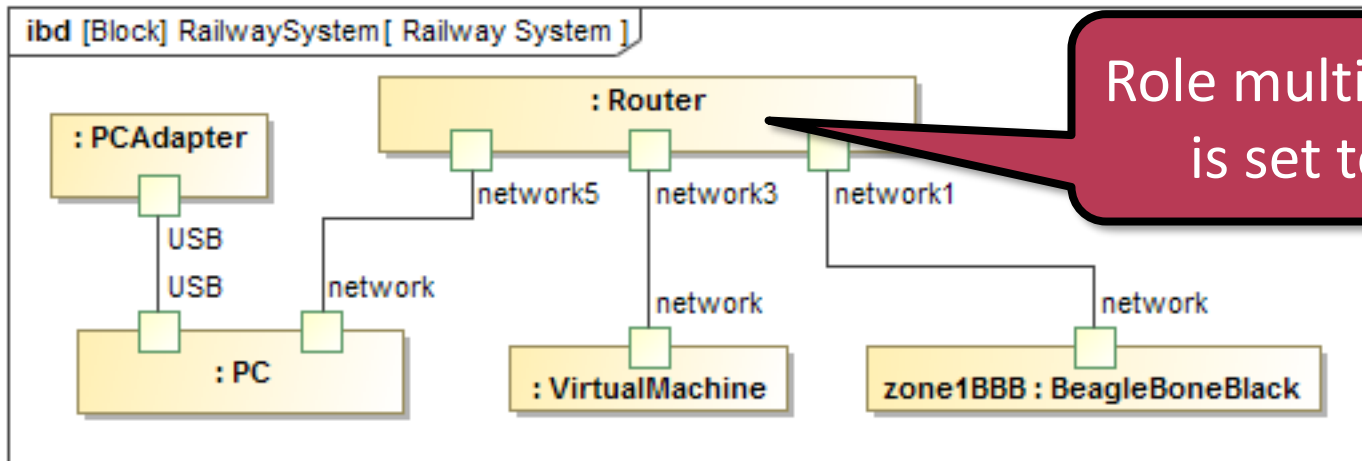 ibd [Block] RailwaySystem[ Railway System ]
Role multi
is set
: Router
: PCAdapter
network5
network3
network1
USB
USB
network
network
network
: PC
: VirtualMachine
zone1BBB : BeagleBoneBlack